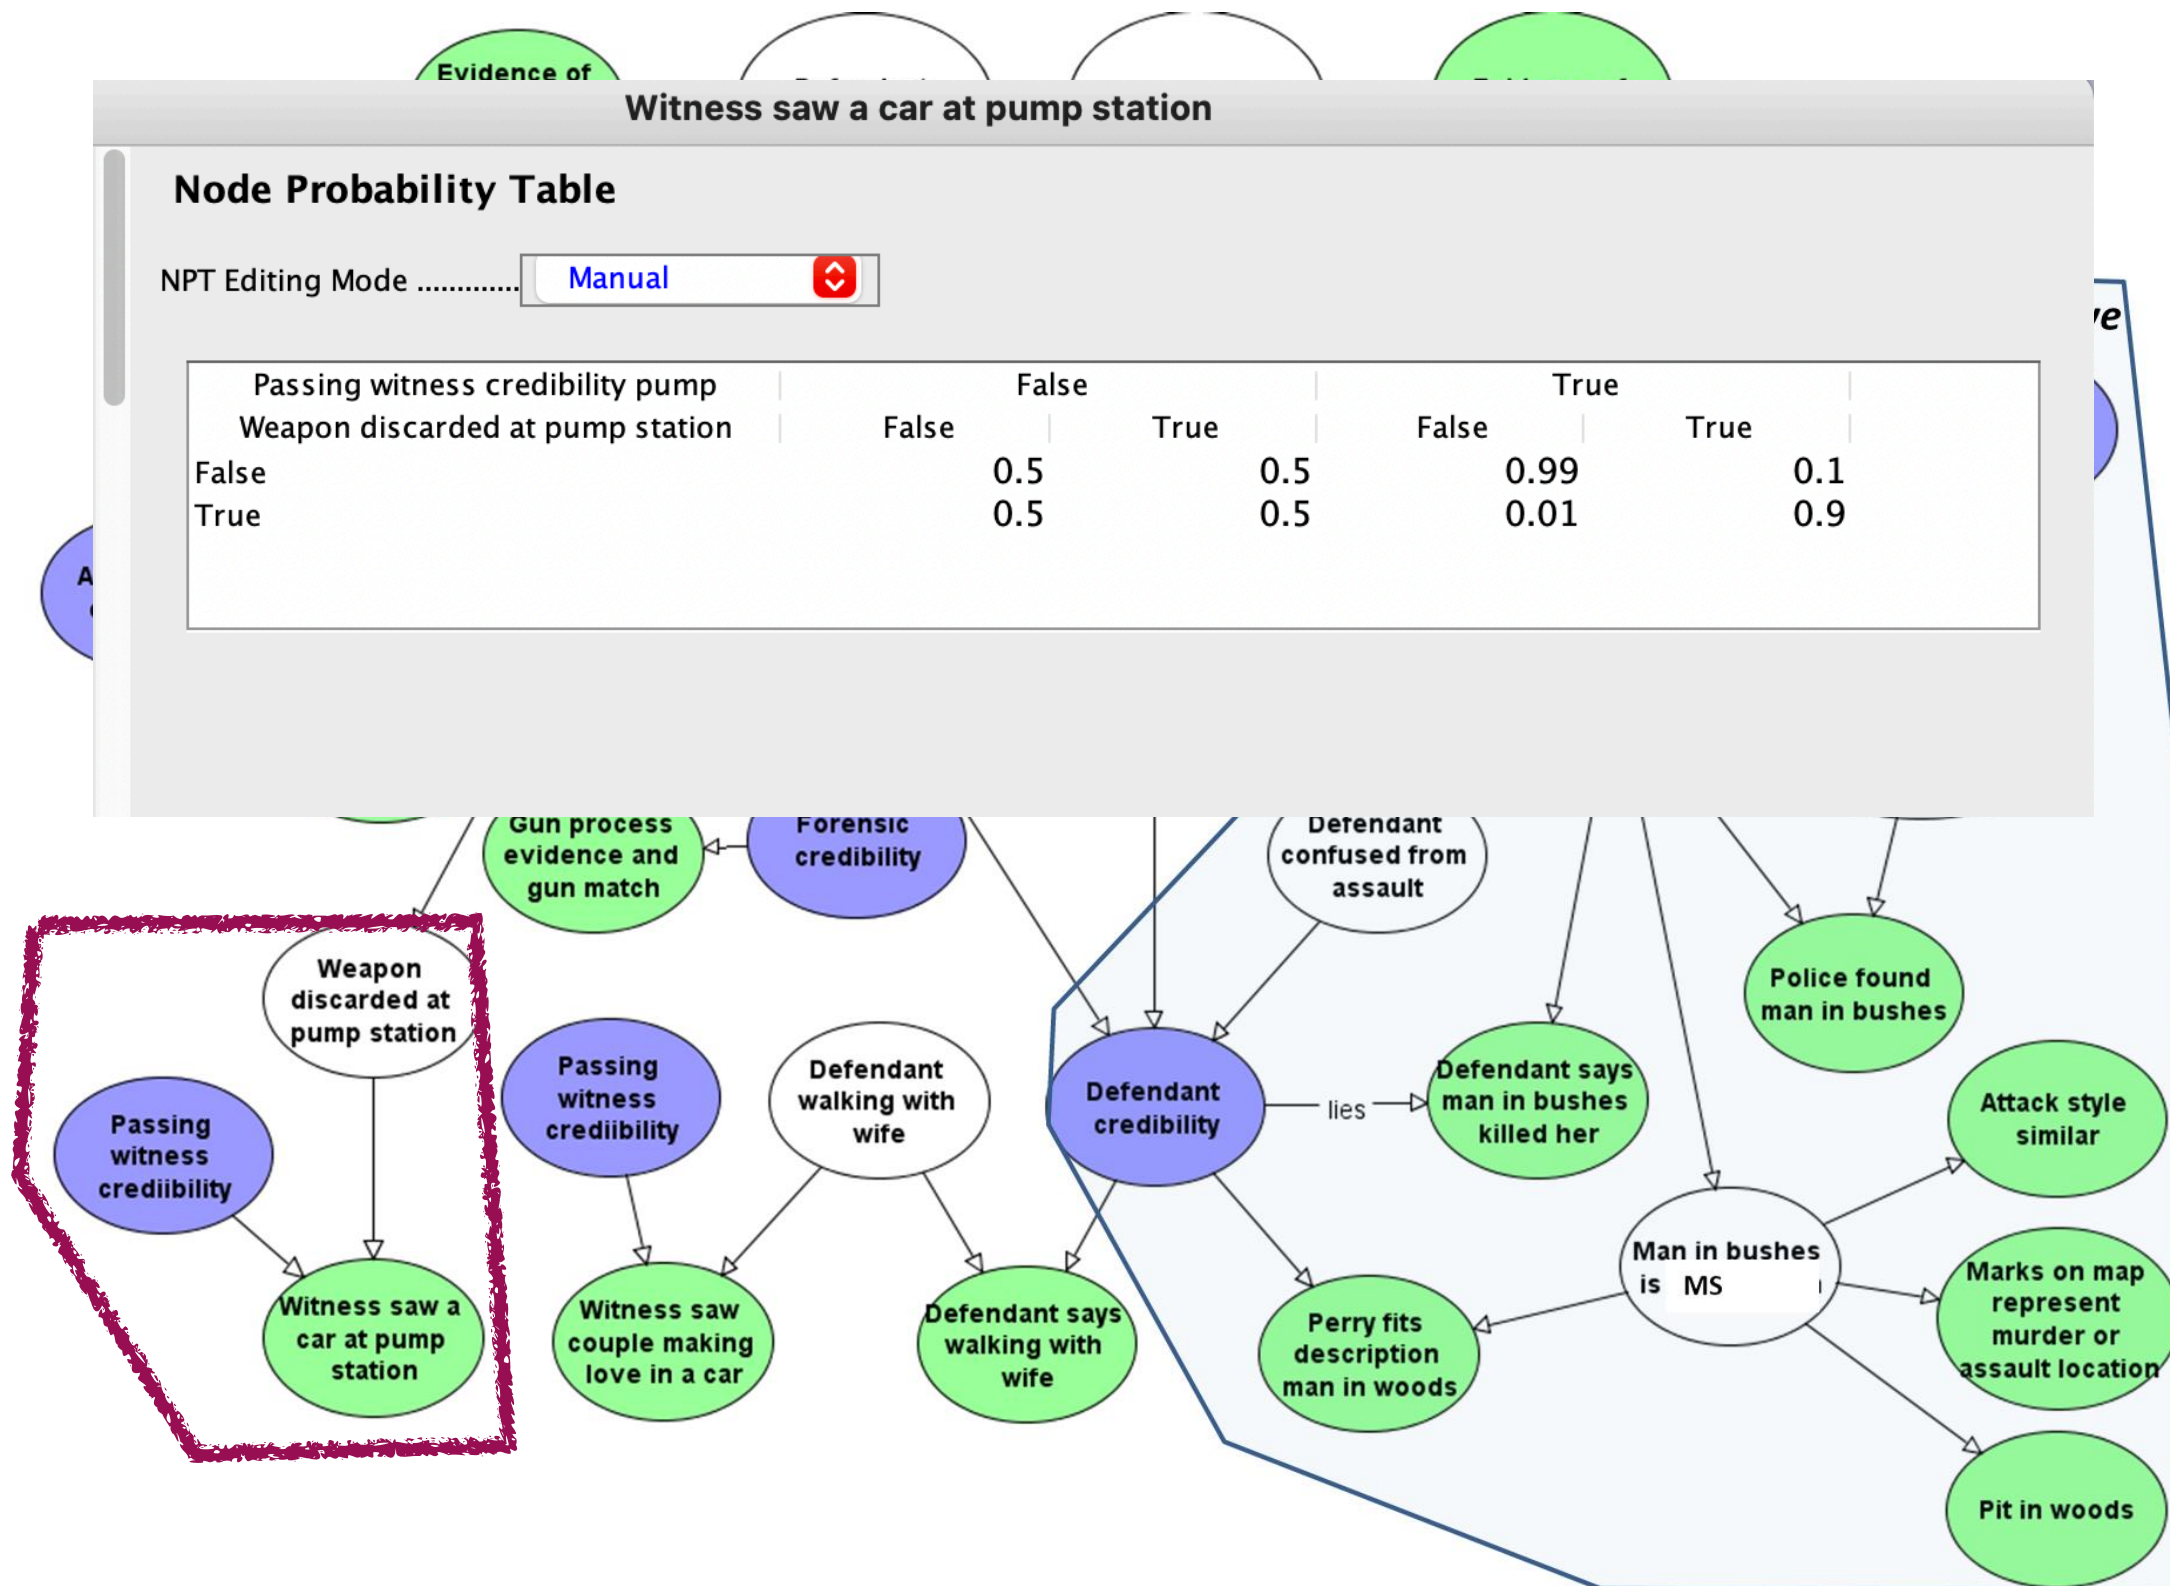 Evidence of
Witness saw a car at pump station
Node Probability Table
NPT Editing Mode .............
Manual
Passing witness credibility pump False True
Weapon discarded at pump station False True False True
False 0.5 0.5 0.99 0.1
True 0.5 0.5 0.01 0.9
Gun process
evidence and
gun match
Forensic
credibility
Defendant
confused from
assault
Weapon
discarded at
pump station
Passing
witness
crediibility
Witness saw a
car at pump
station
Passing
witness
crediibility
Witness saw
couple making
love in a car
Defendant
walking with
wife
Defendant says
walking with
wife
Defendant
credibility
lies
Defendant says
man in bushes
killed her
Police found
man in bushes
Perry fits
description
man in woods
Man in bushes
is MS
Attack style
similar
Marks on map
represent
murder or
assault location
Pit in woods